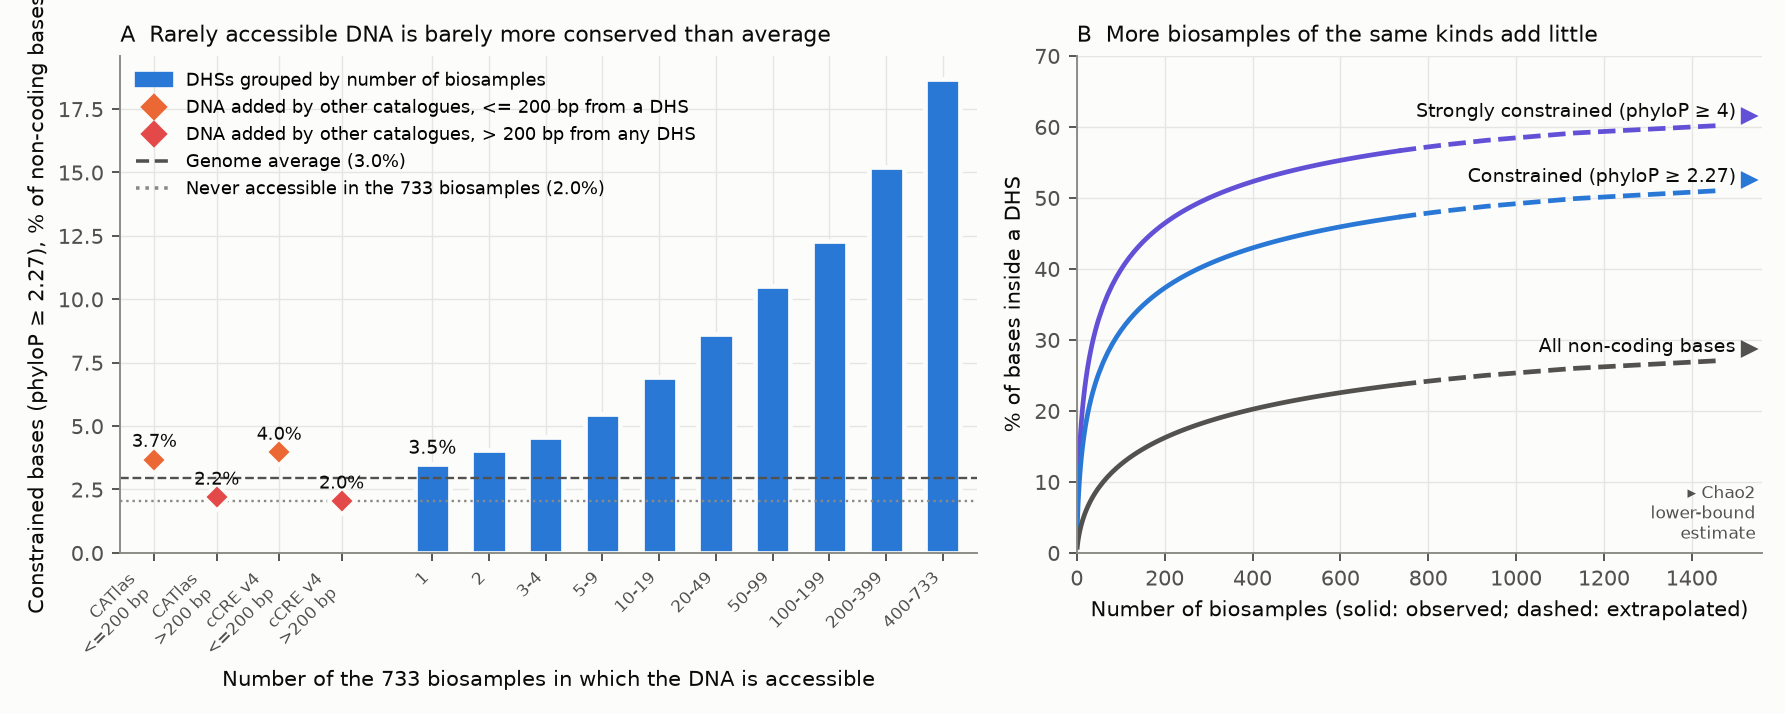 A Rarely accessible DNA is barely more conserved than average
Constrained bases (phyloP ≥ 2.27), % of non-coding bases
17.5
15.0
12.5
10.0
7.5
5.0
2.5
0.0
DHSs grouped by number of biosamples
DNA added by other catalogues, <= 200 bp from a DHS
DNA added by other catalogues, > 200 bp from any DHS
Genome average (3.0%)
Never accessible in the 733 biosamples (2.0%)
3.7%
2.2%
4.0%
2.0%
3.5%
CATlas
<=200 bp
CATlas
>200 bp
cCRE v4
<=200 bp
cCRE v4
>200 bp
1
2
3-4
5-9
10-19
20-49
50-99
100-199
200-399
400-733
Number of the 733 biosamples in which the DNA is accessible
B More biosamples of the same kinds add little
% of bases inside a DHS
70
60
50
40
30
20
10
0
Strongly constrained (phyloP ≥ 4)
Constrained (phyloP ≥ 2.27)
All non-coding bases
▸ Chao2
lower-bound
estimate
0 200 400 600 800 1000 1200 1400
Number of biosamples (solid: observed; dashed: extrapolated)